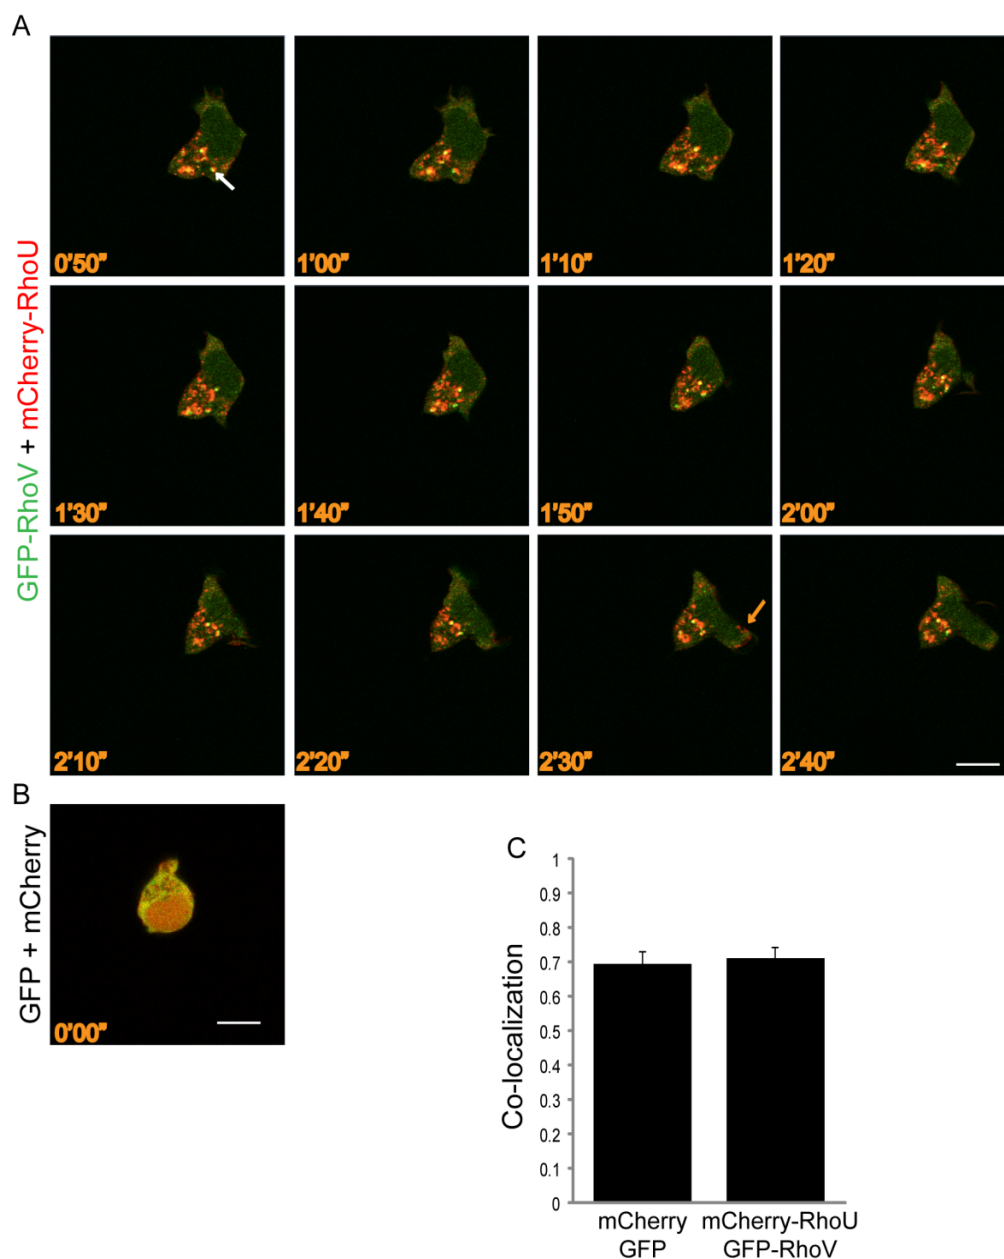 A
GFP-RhoV + mCherry-RhoU
0'50"
1'00"
1'10"
1'20"
1'30"
1'40"
1'50"
2'00"
2'10"
2'20"
2'30"
2'40"
B
GFP + mCherry
0'00"
C
Co-localization
1
0.9
0.8
0.7
0.6
0.5
0.4
0.3
0.2
0.1
0
mCherry
GFP
mCherry-RhoU
GFP-RhoV